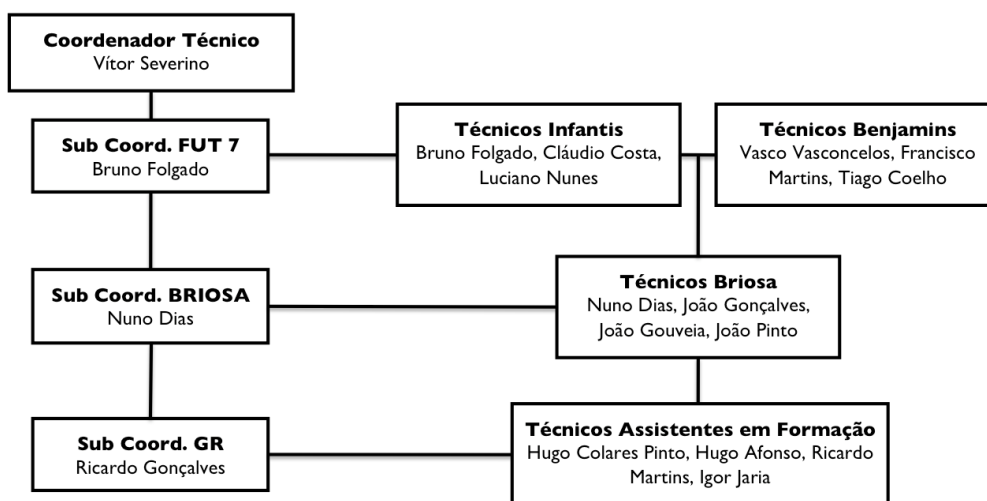 Coordenador Técnico
Vítor Severino
Sub Coord. FUT 7
Bruno Folgado
Técnicos Infantis
Bruno Folgado, Cláudio Costa,
Luciano Nunes
Técnicos Benjamins
Vasco Vasconcelos, Francisco
Martins, Tiago Coelho
Sub Coord. BRIOSA
Nuno Dias
Técnicos Briosa
Nuno Dias, João Gonçalves,
João Gouveia, João Pinto
Sub Coord. GR
Ricardo Gonçalves
Técnicos Assistentes em Formação
Hugo Colares Pinto, Hugo Afonso, Ricardo
Martins, Igor Jaria